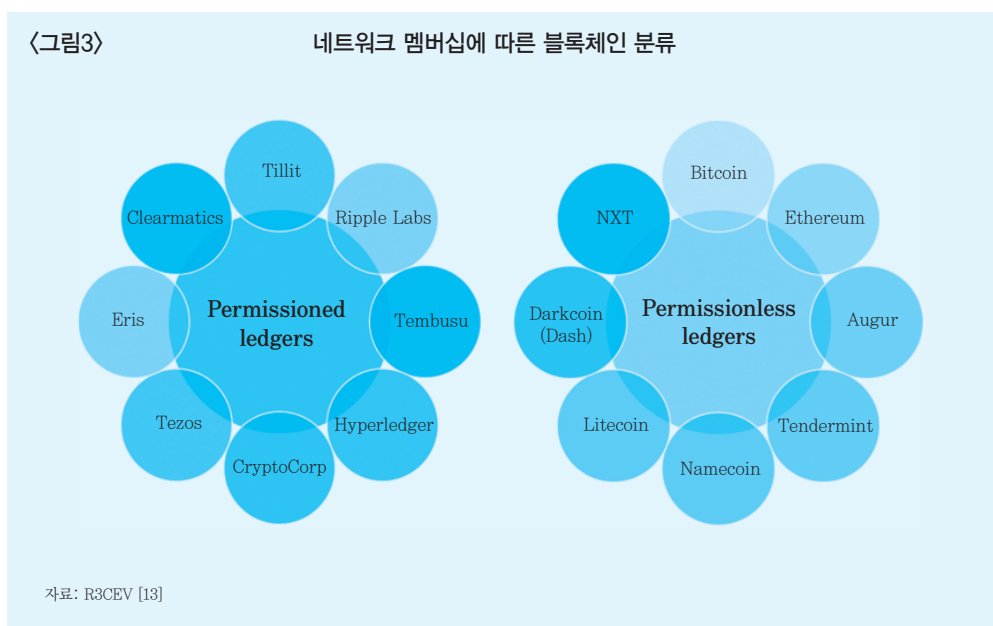 〈그림3〉
네트워크 멤버십에 따른 블록체인 분류
Tillit
Clearmatics
Ripple Labs
Permissioned
ledgers
Eris
Tembusu
Tezos
Hyperledger
CryptoCorp
Bitcoin
NXT
Ethereum
Permissionless
ledgers
Darkcoin
(Dash)
Augur
Litecoin
Tendermint
Namecoin
자료: R3CEV [13]